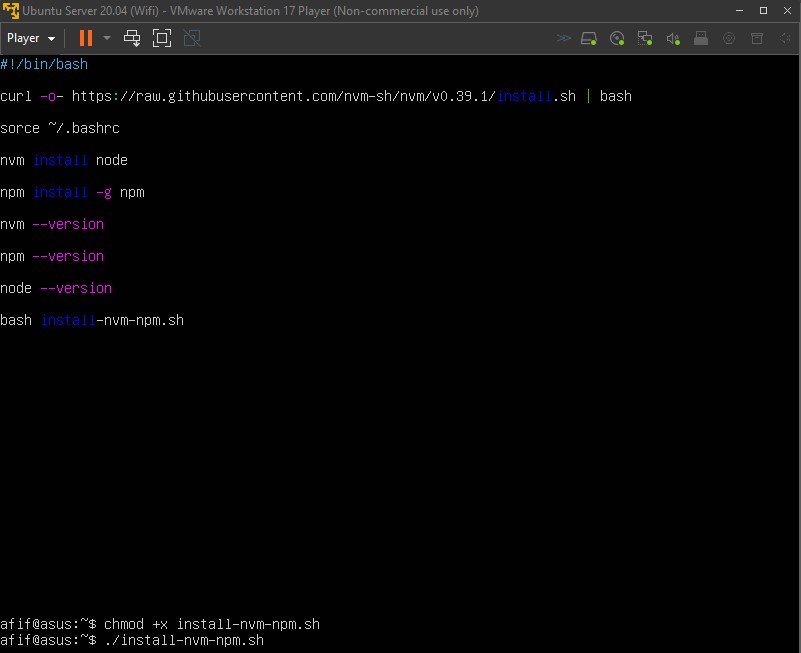 Ubuntu Server 20.04 (Wifi) - VMware Workstation 17 Player (Non-commercial use only)
Player
#!/bin/bash
curl -o- https://raw.githubusercontent.com/nvm-sh/nvm/v0.39.1/install.sh | bash
sorce ~/.bashrc
nvm install node
npm install -g npm
nvm --version
npm --version
node --version
bash install-nvm-npm.sh
afif@asus:~$ chmod +x install-nvm-npm.sh
afif@asus:~$ ./install-nvm-npm.sh